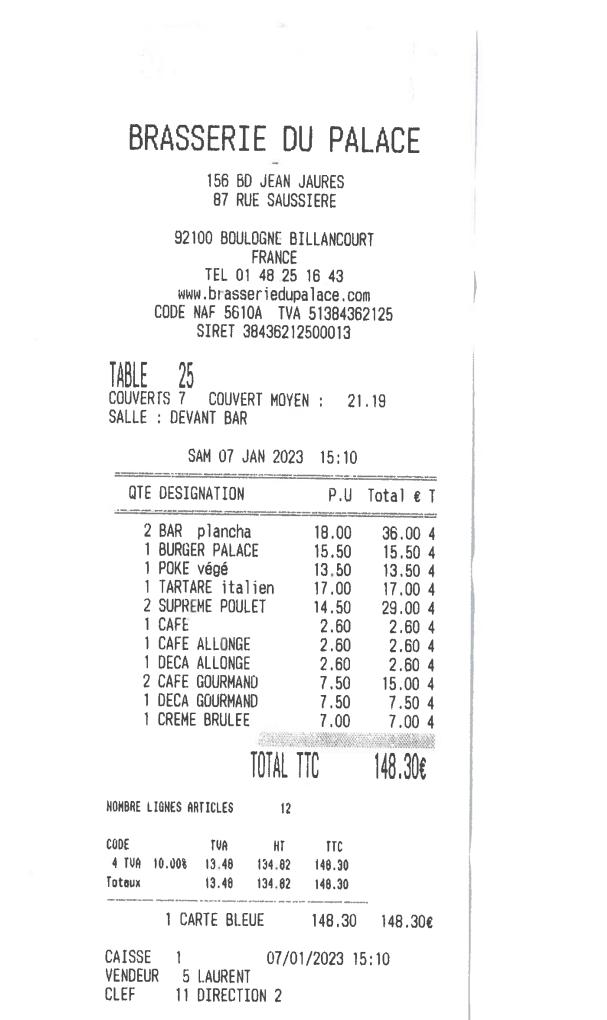 BRASSERIE DU PALACE
-
156 BD JEAN JAURES
87 RUE SAUSSIERE
92100 BOULOGNE BILLANCOURT
FRANCE
TEL 01 48 25 16 43
www.brasseriedupalace.com
CODE NAF 5610A TVA 51384362125
SIRET 38436212500013
TABLE 25
COUVERTS 7 COUVERT MOYEN : 21.19
SALLE : DEVANT BAR
SAM 07 JAN 2023 15:10
QTE DESIGNATION P.U Total € T
2 BAR plancha 18.00 36.00 4
1 BURGER PALACE 15.50 15.50 4
1 POKE végé 13.50 13.50 4
1 TARTARE italien 17.00 17.00 4
2 SUPREME POULET 14.50 29.00 4
1 CAFE 2.60 2.60 4
1 CAFE ALLONGE 2.60 2.60 4
1 DECA ALLONGE 2.60 2.60 4
2 CAFE GOURMAND 7.50 15.00 4
1 DECA GOURMAND 7.50 7.50 4
1 CREME BRULEE 7.00 7.00 4
TOTAL TTC 148.30€
NOMBRE LIGNES ARTICLES 12
CODE TVA HT TTC
4 TVA 10.00% 13.48 134.82 148.30
Totaux 13.48 134.82 148.30
1 CARTE BLEUE 148.30 148.30€
CAISSE 1 07/01/2023 15:10
VENDEUR 5 LAURENT
CLEF 11 DIRECTION 2